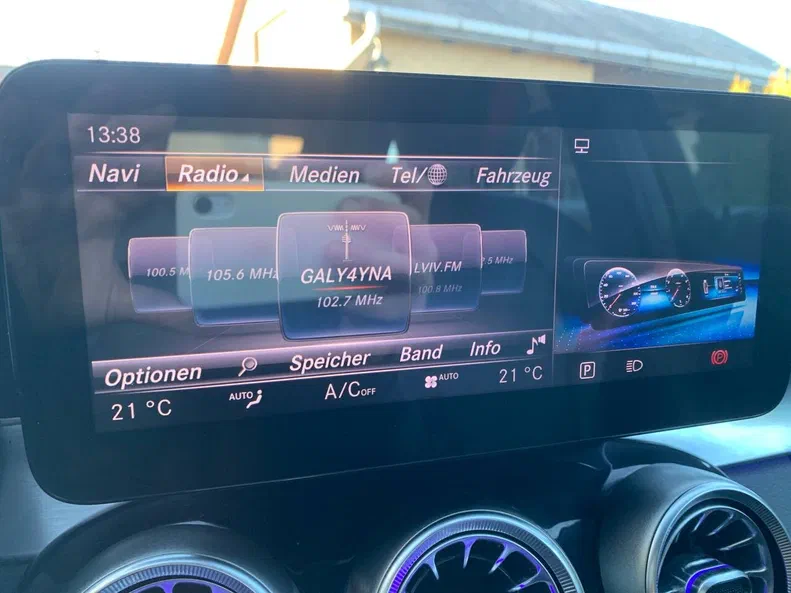 13:38
Navi Radio Medien Tel/ Fahrzeug
100.5 M 105.6 MHz GALY4YNA LVIV.FM 2.5 MHz
102.7 MHz 100.8 MHz
Optionen Speicher Band Info
21 °C AUTO A/C OFF AUTO 21 °C P